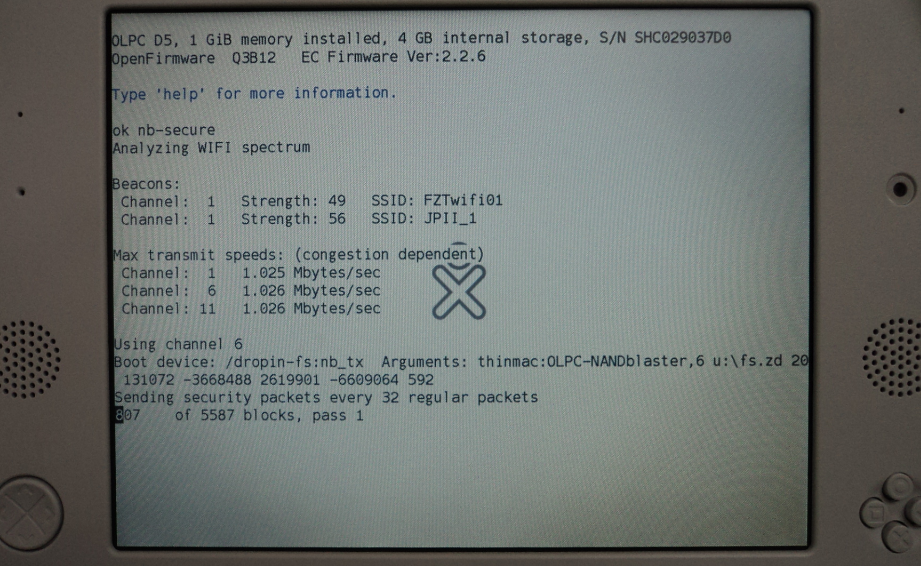 OLPC D5, 1 GiB memory installed, 4 GB internal storage, S/N SHC029037D0
OpenFirmware  Q3B12   EC Firmware Ver:2.2.6
Type 'help' for more information.
ok nb-secure
Analyzing WIFI spectrum
Beacons:
 Channel:  1   Strength: 49   SSID: FZTwifi01
 Channel:  1   Strength: 56   SSID: JPII_1
Max transmit speeds: (congestion dependent)
 Channel:  1   1.025 Mbytes/sec
 Channel:  6   1.026 Mbytes/sec
 Channel: 11   1.026 Mbytes/sec
Using channel 6
Boot device: /dropin-fs:nb_tx  Arguments: thinmac:OLPC-NANDblaster,6 u:\fs.zd 20
 131072 -3668488 2619901 -6609064 592
Sending security packets every 32 regular packets
807    of 5587 blocks, pass 1